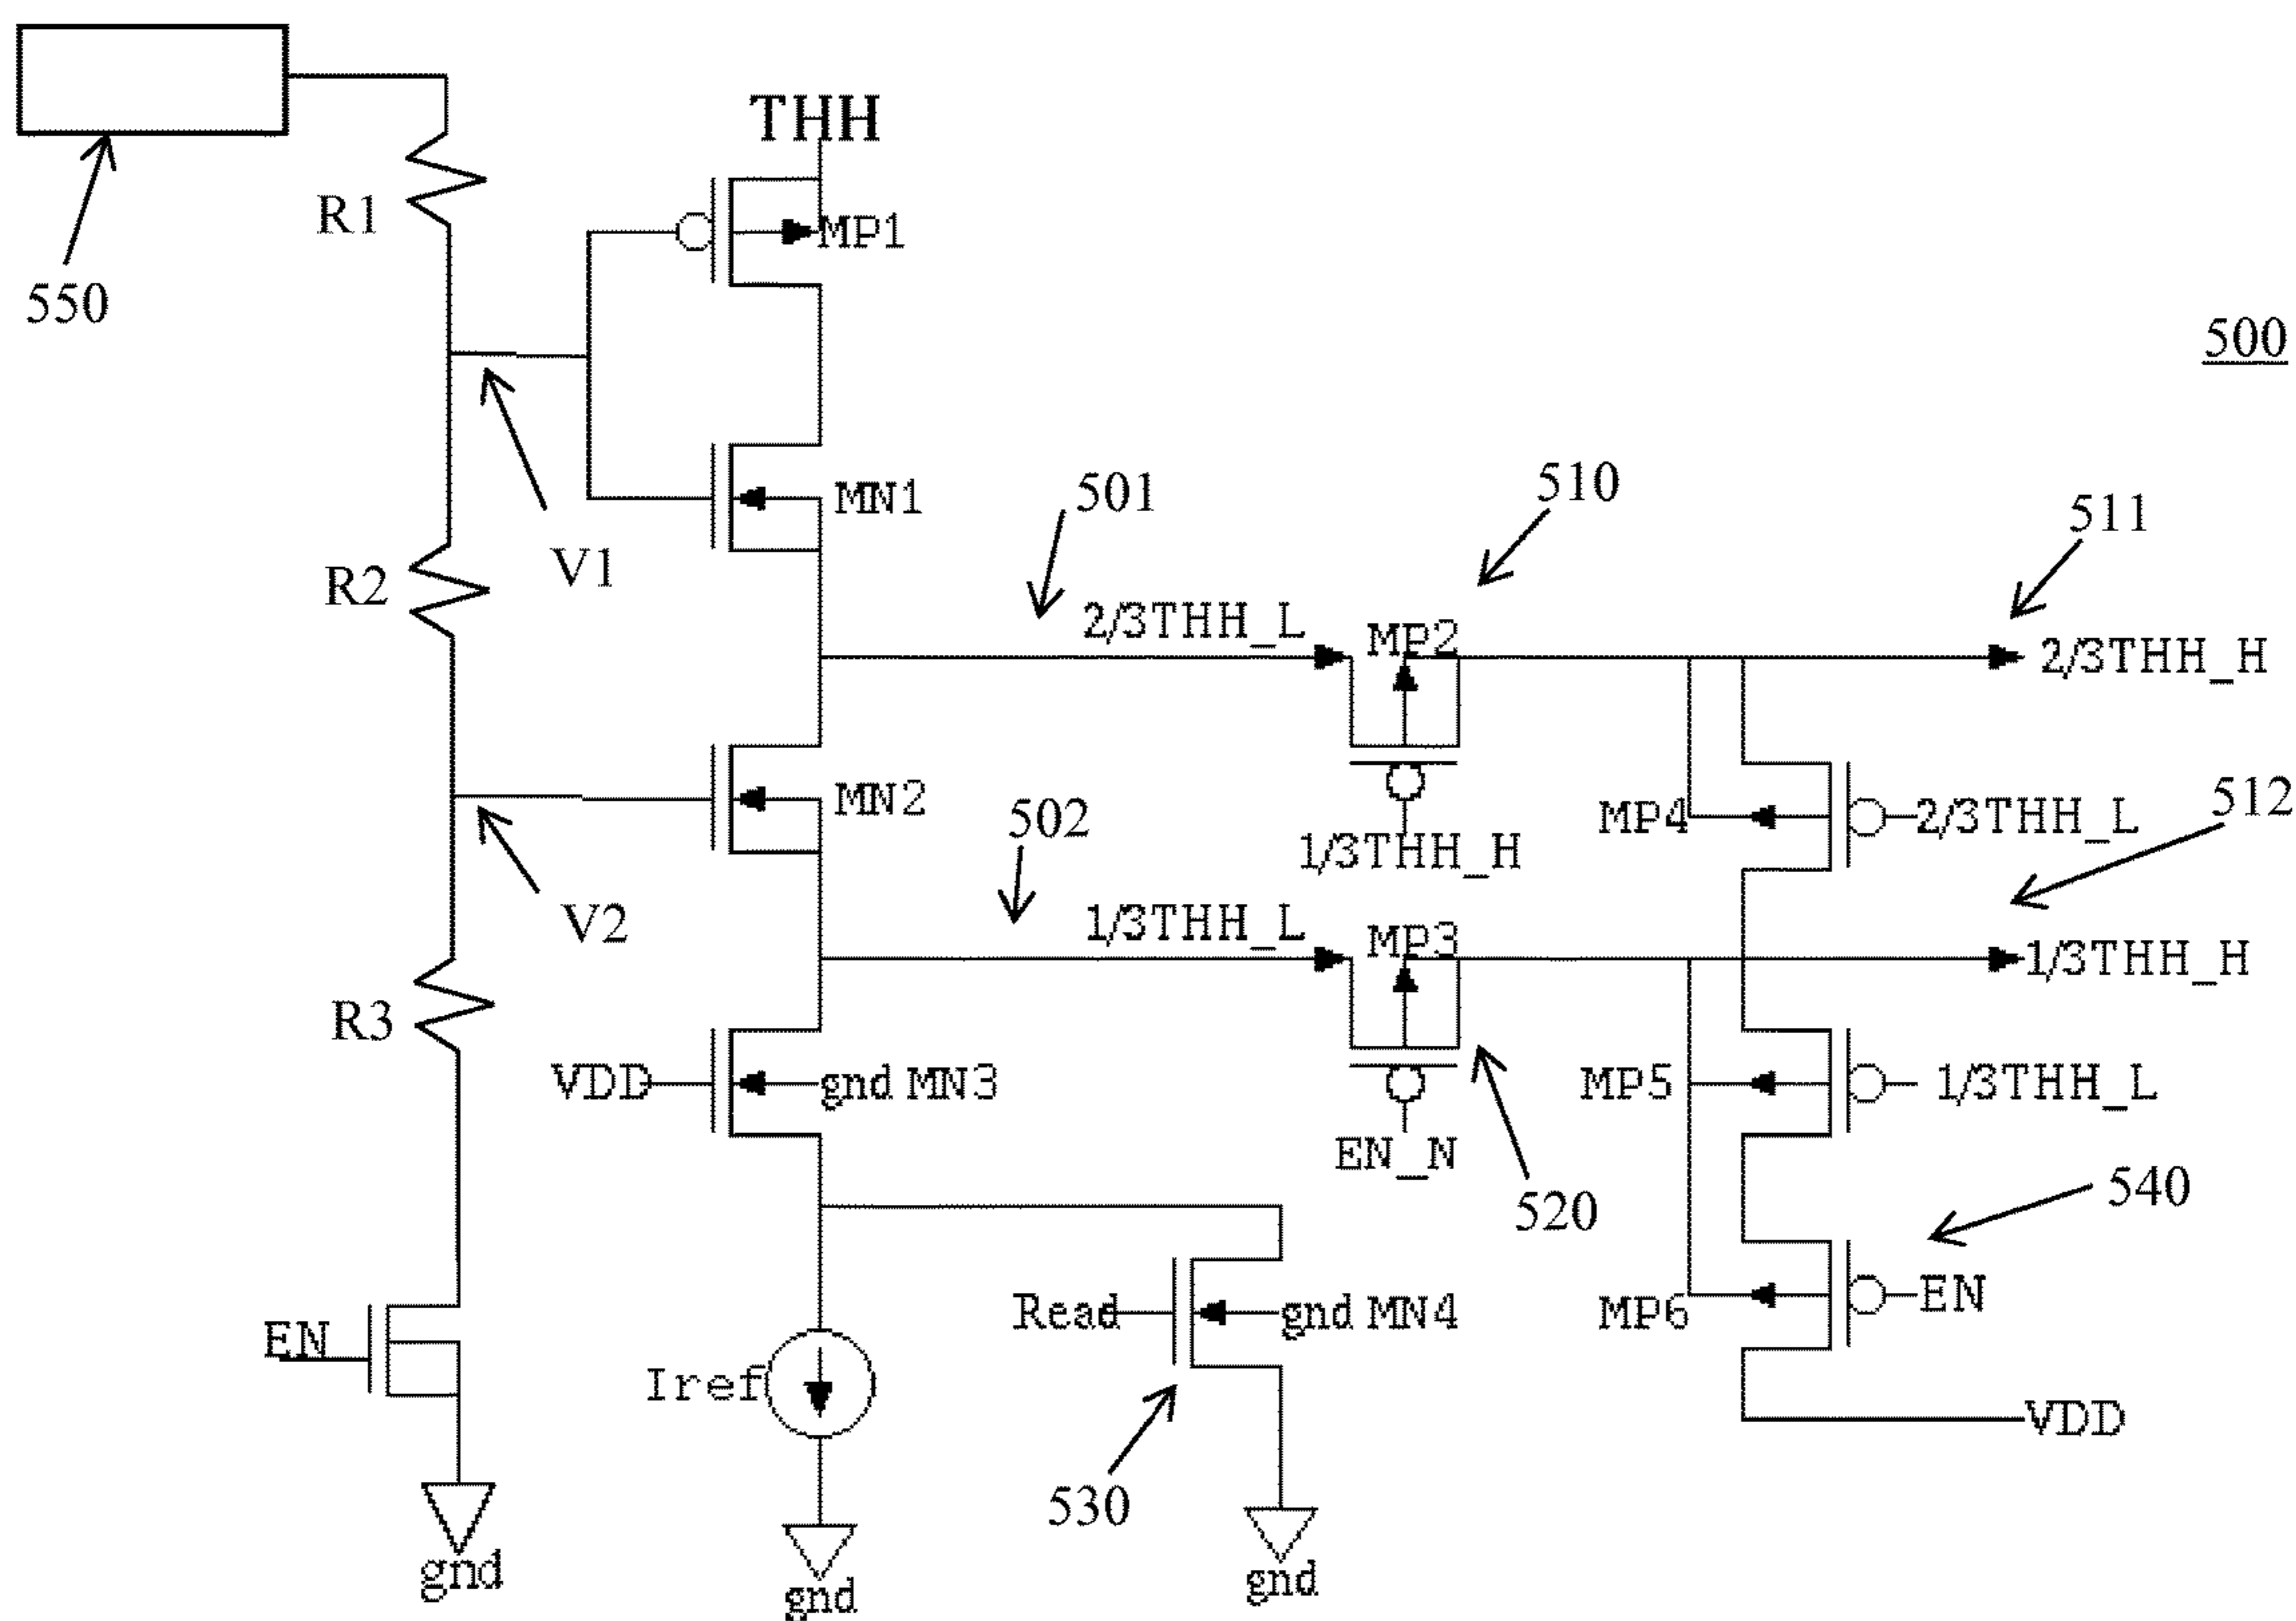 THH
R1
MP1
550
500
501
510
MN1
511
R2
V1
2/3THH_L
MP2
2/3THH_H
502
MN2
MP4
2/3THH_L
512
1/3THH_H
V2
1/3THH_L
MP3
1/3THH_H
R3
VDD
gnd MN3
MP5
1/3THH_L
EN_N
520
540
Read
gnd MN4
MP6
EN
EN
Iref
VDD
530
gnd
gnd
gnd